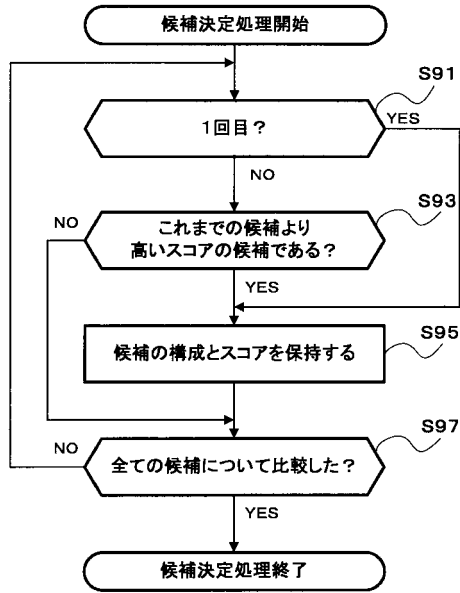 候補決定処理開始
S91
1回目？
YES
NO
S93
NO
これまでの候補より
高いスコアの候補である？
YES
S95
候補の構成とスコアを保持する
S97
NO
全ての候補について比較した？
YES
候補決定処理終了